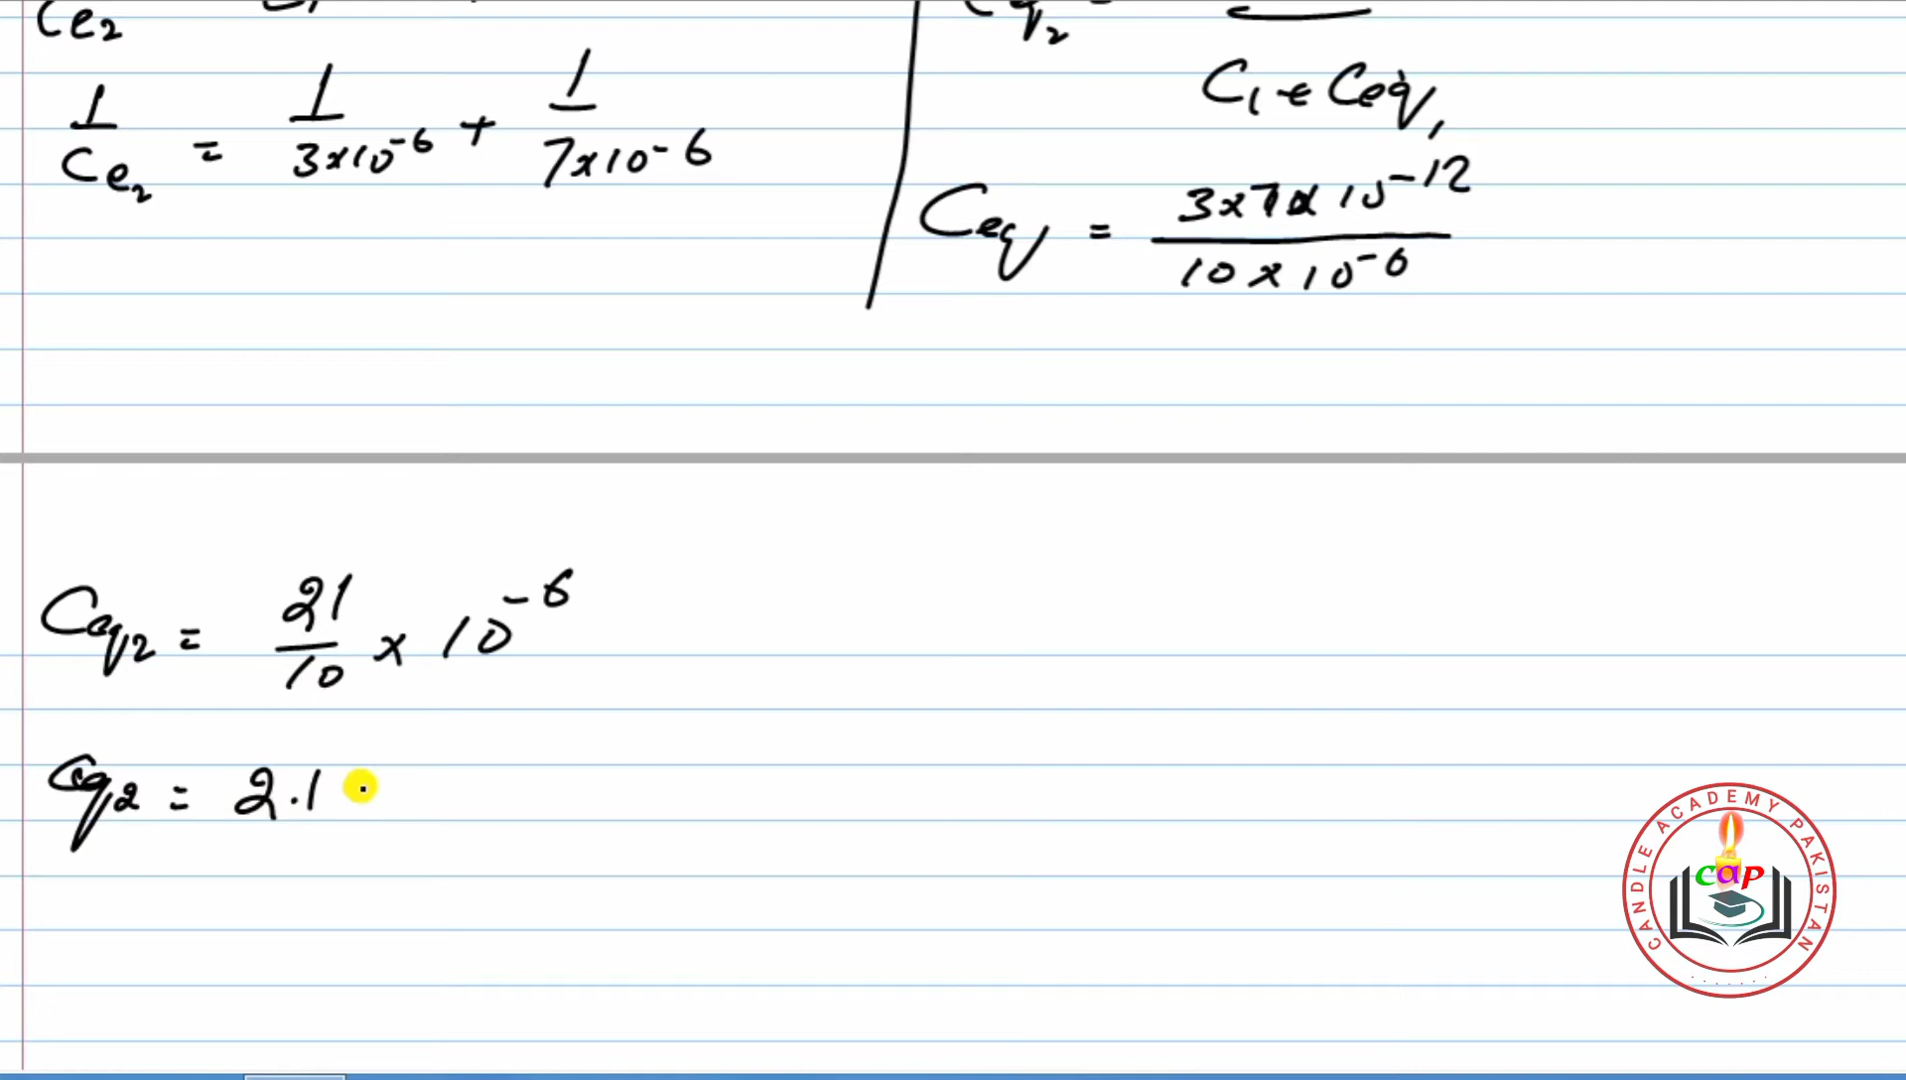 Ce₂
1/Ce₂ = 1/3×10⁻⁶ + 1/7×10⁻⁶
C₁ + Ceq₁
Ceq = 3×7×10⁻¹²/10×10⁻⁶
Ceq₂ = 21/10 × 10⁻⁶
Ceq₂ = 2.1
CANDLE ACADEMY PAKISTAN
cap